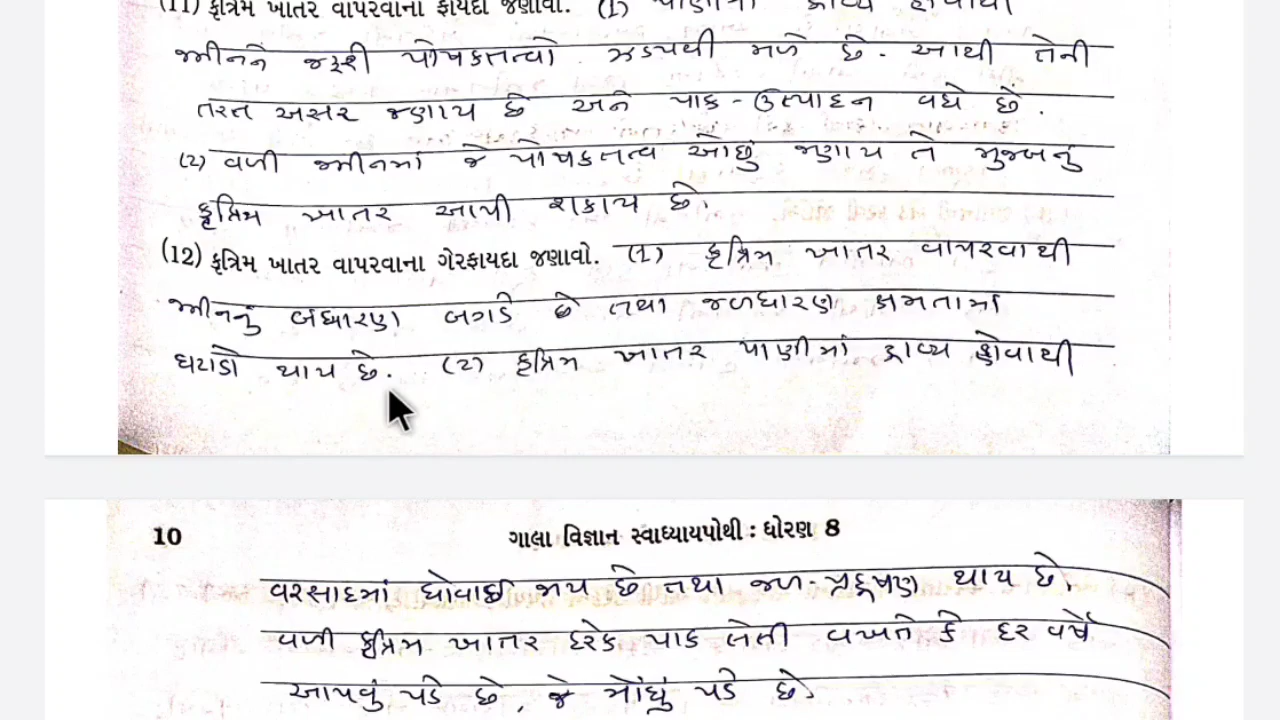 (11) કૃત્રિમ ખાતર વાપરવાના ફાયદા જણાવો. (1) પાણીમાં દ્રાવ્ય હોવાથી
જમીનને જરૂરી પોષકતત્વો ઝડપથી મળે છે. આથી તેની
તરત અસર જણાય છે અને પાક-ઉત્પાદન વધે છે.
(2) વળી જમીનમાં જે પોષકતત્વ ઓછું જણાય તે મુજબનું
કૃત્રિમ ખાતર આપી શકાય છે.
(12) કૃત્રિમ ખાતર વાપરવાના ગેરફાયદા જણાવો. (1) કૃત્રિમ ખાતર વાપરવાથી
જમીનનું બંધારણ બગડે છે તથા જળધારણ ક્ષમતામાં
ઘટાડો થાય છે. (2) કૃત્રિમ ખાતર પાણીમાં દ્રાવ્ય હોવાથી
10 ગાલા વિજ્ઞાન સ્વાધ્યાયપોથી : ધોરણ 8
વરસાદમાં ધોવાઈ જાય છે તથા જળ-પ્રદૂષણ થાય છે.
વળી કૃત્રિમ ખાતર દરેક પાક લેતી વખતે કે દર વર્ષે
આપવું પડે છે, જે મોંઘું પડે છે.